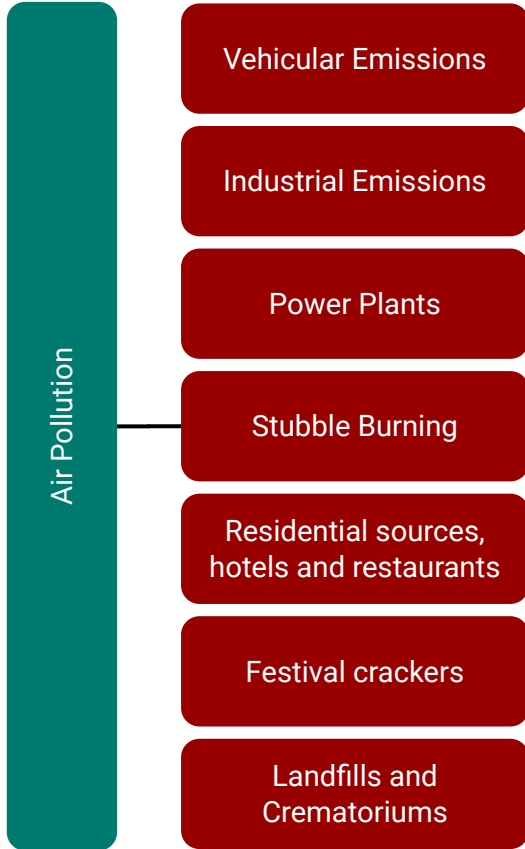 Air Pollution
Vehicular Emissions
Industrial Emissions
Power Plants
Stubble Burning
Residential sources,
hotels and restaurants
Festival crackers
Landfills and
Crematoriums